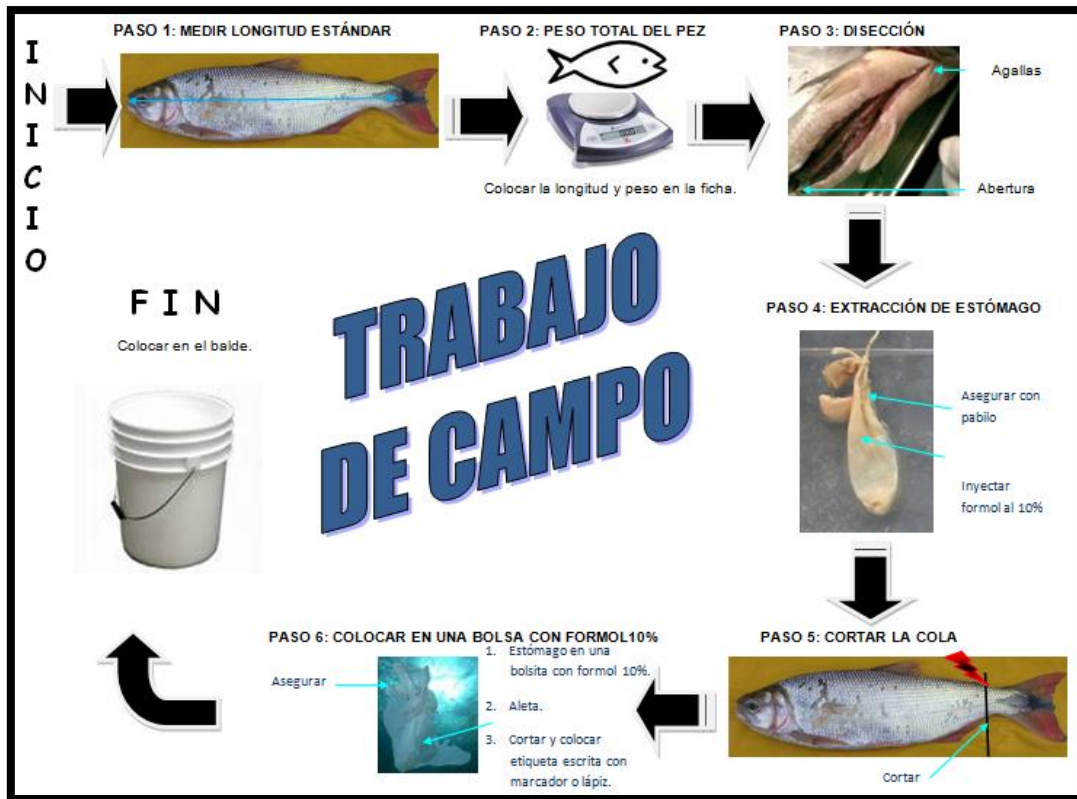 INICIO
PASO 1: MEDIR LONGITUD ESTÁNDAR
PASO 2: PESO TOTAL DEL PEZ
Colocar la longitud y peso en la ficha.
PASO 3: DISECCIÓN
Agallas
Abertura
PASO 4: EXTRACCIÓN DE ESTÓMAGO
Asegurar con
pabilo
Inyectar
formol al 10%
PASO 5: CORTAR LA COLA
Cortar
PASO 6: COLOCAR EN UNA BOLSA CON FORMOL10%
Asegurar
1. Estómago en una
bolsita con formol 10%.
2. Aleta.
3. Cortar y colocar
etiqueta escrita con
marcador o lápiz.
FIN
Colocar en el balde.
TRABAJO
DE CAMPO